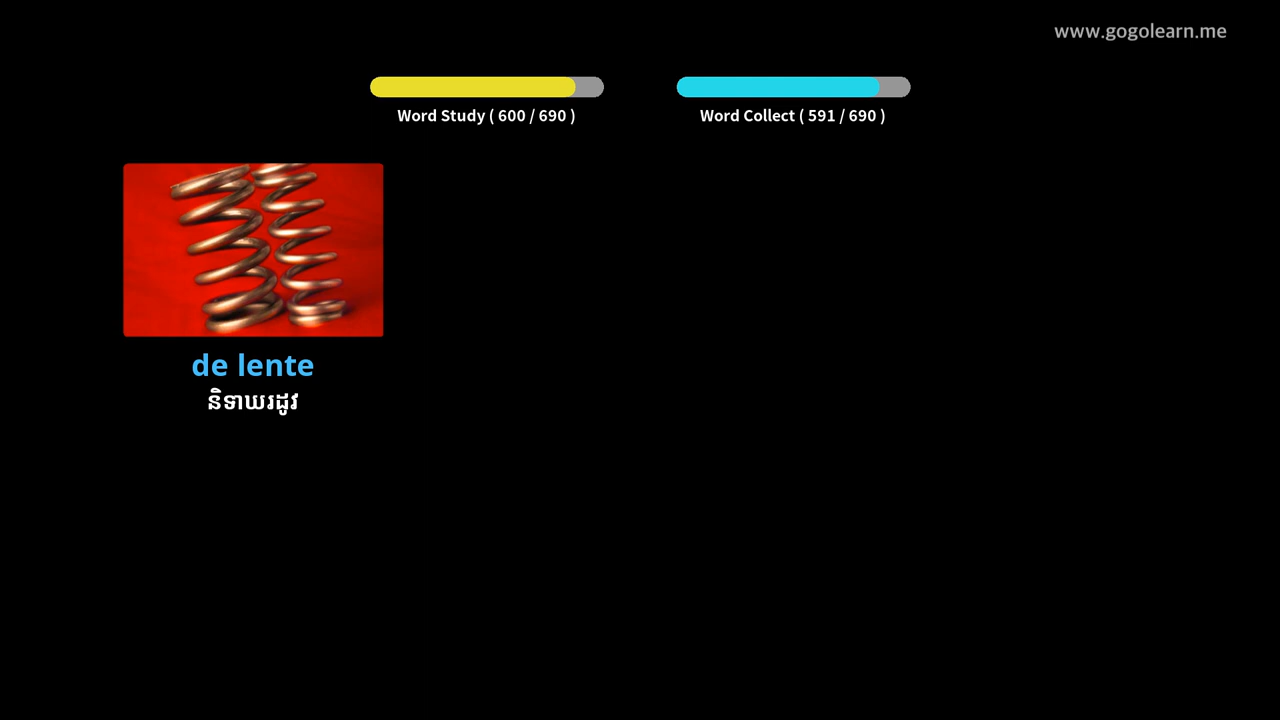 www.gogolearn.me
Word Study ( 600 / 690 )
Word Collect ( 591 / 690 )
de lente
និទាឃរដូវ